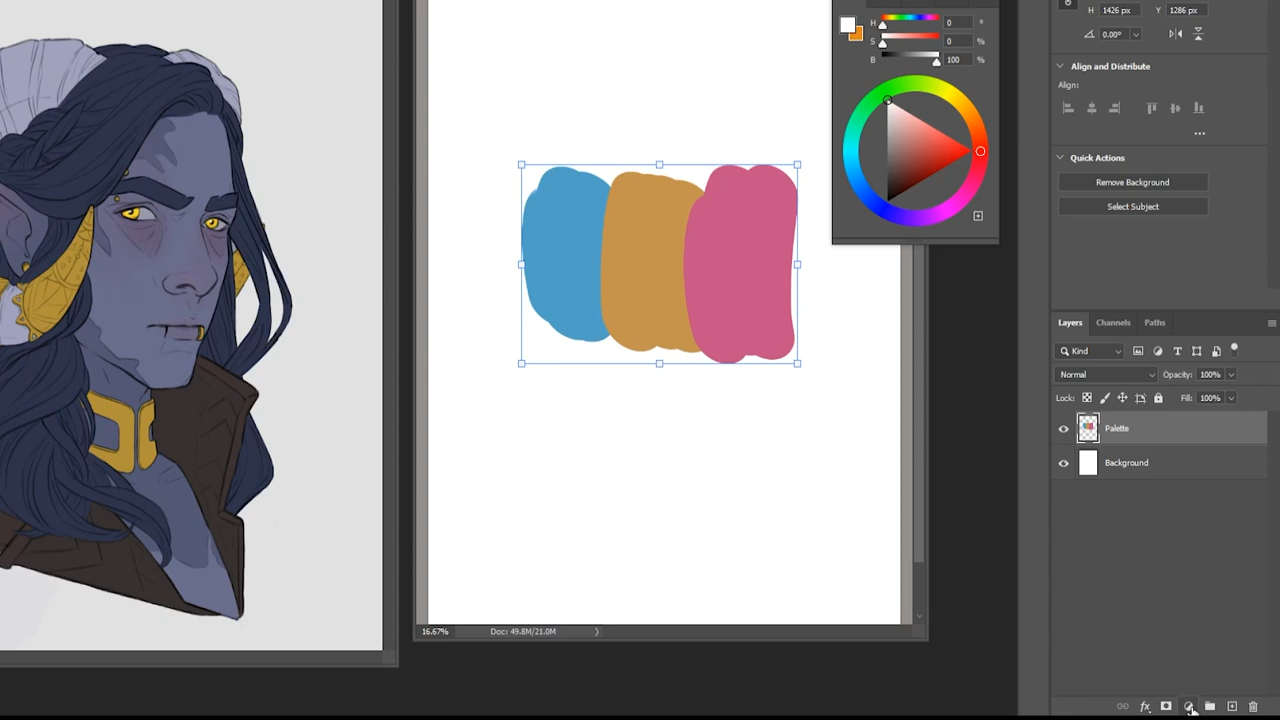 H 1426 px Y 1286 px
0.00°
Align and Distribute
Align:
Quick Actions
Remove Background
Select Subject
H 0 °
S 0 %
B 100 %
Layers Channels Paths
Kind
Normal Opacity: 100%
Lock: Fill: 100%
Palette
Background
fx
16.67% Doc: 49.8M/21.0M